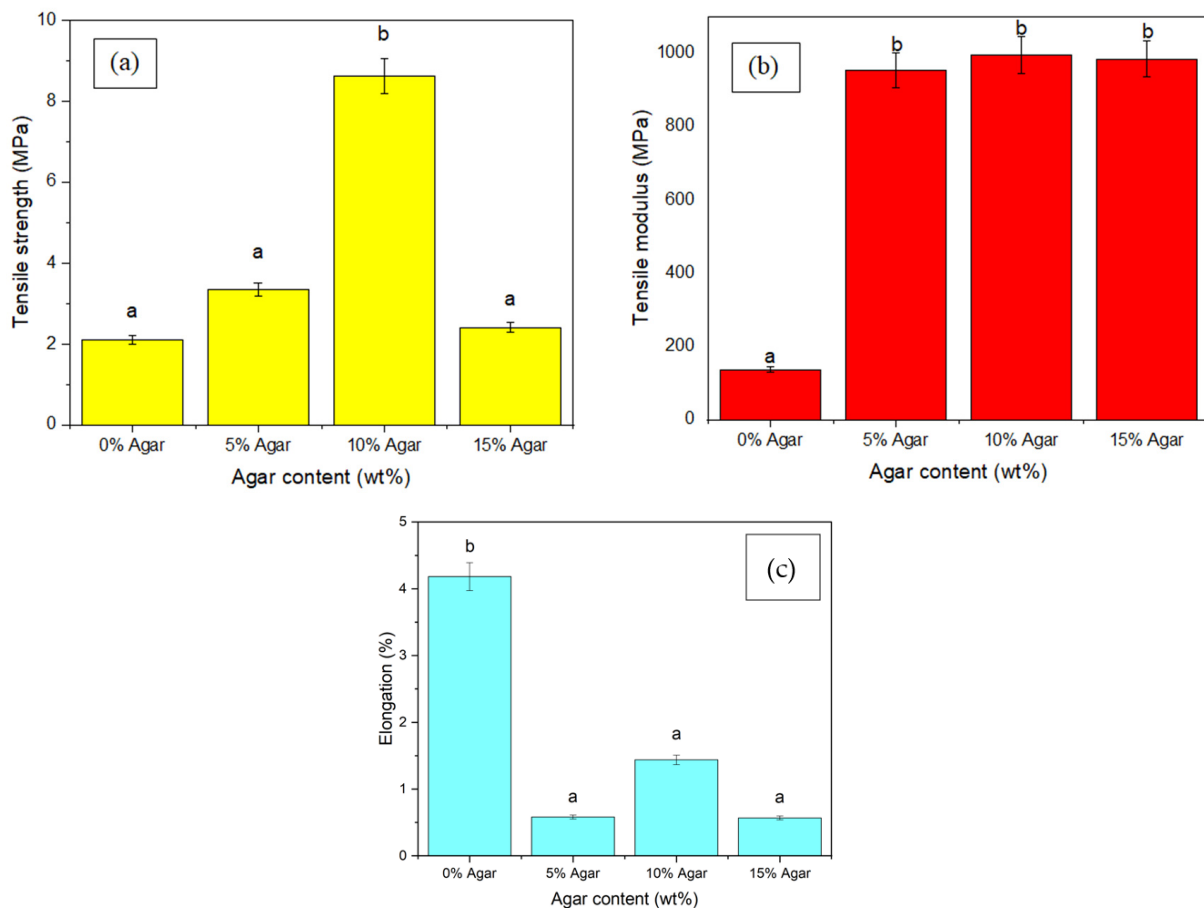 (a)
Tensile strength (MPa)
10
8
6
4
2
0
a
a
b
a
0% Agar
5% Agar
10% Agar
15% Agar
Agar content (wt%)
(b)
Tensile modulus (MPa)
1000
800
600
400
200
0
a
b
b
b
0% Agar
5% Agar
10% Agar
15% Agar
Agar content (wt%)
(c)
Elongation (%)
5
4
3
2
1
0
b
a
a
a
0% Agar
5% Agar
10% Agar
15% Agar
Agar content (wt%)